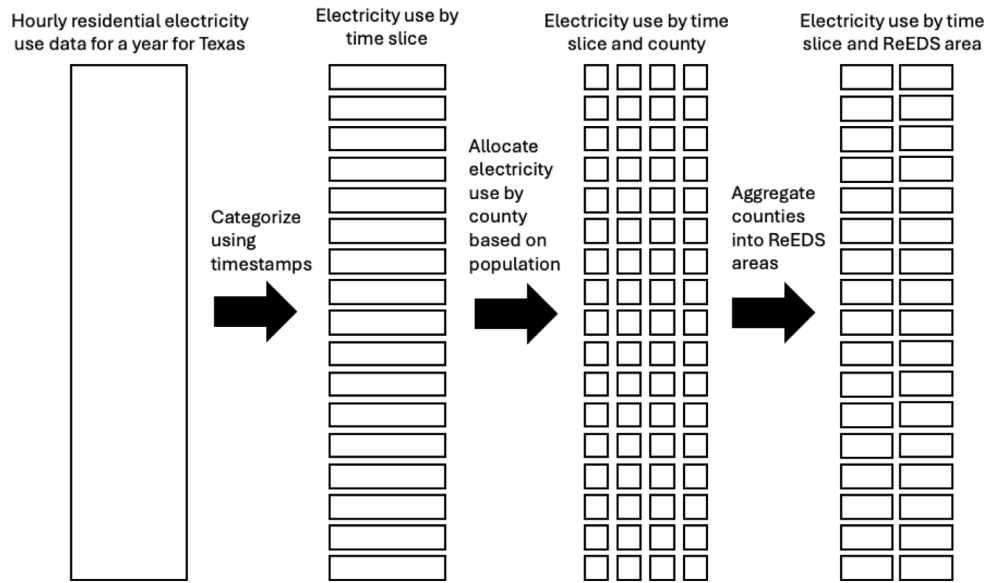 Hourly residential electricity
use data for a year for Texas
Electricity use by
time slice
Electricity use by time
slice and county
Electricity use by time
slice and ReEDS area
Categorize
using
timestamps
Allocate
electricity
use by
county
based on
population
Aggregate
counties
into ReEDS
areas